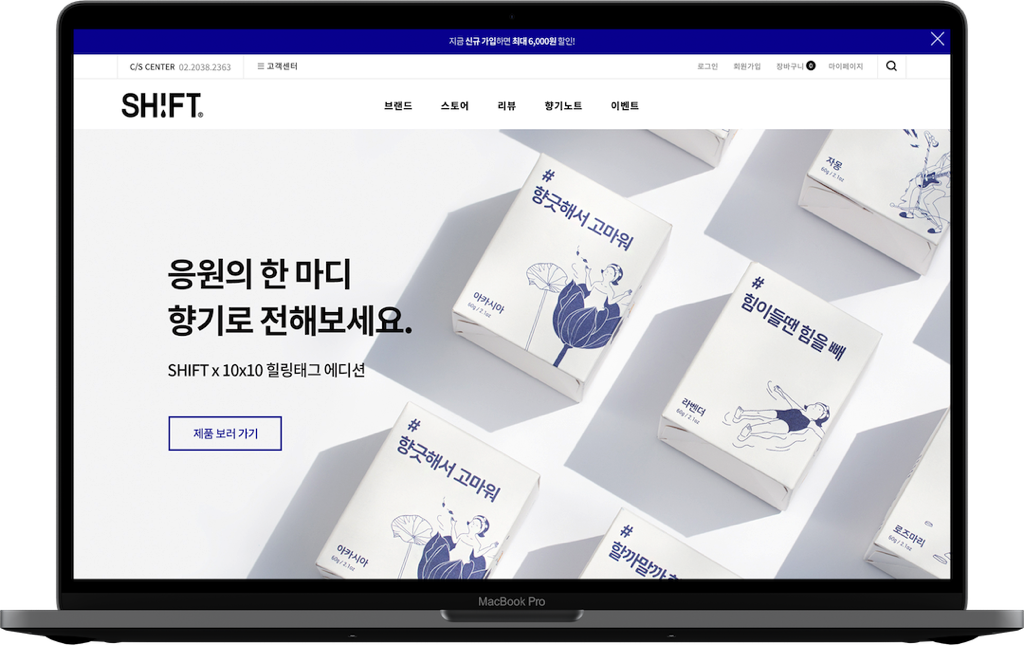 지금 신규 가입하면 최대 6,000원 할인!
C/S CENTER 02.2038.2363
고객센터
로그인 회원가입 장바구니 0 마이페이지
SH!FT®
브랜드 스토어 리뷰 향기노트 이벤트
응원의 한 마디
향기로 전해보세요.
SHIFT x 10x10 힐링태그 에디션
제품 보러 가기
#
향긋해서 고마워
아카시아
60g / 2.1oz
자몽
60g / 2.1oz
#
힘이들땐 힘을 빼
라벤더
60g / 2.1oz
#
향긋해서 고마워
아카시아
60g / 2.1oz
#
할까말까
로즈마리
60g / 2.1oz
MacBook Pro